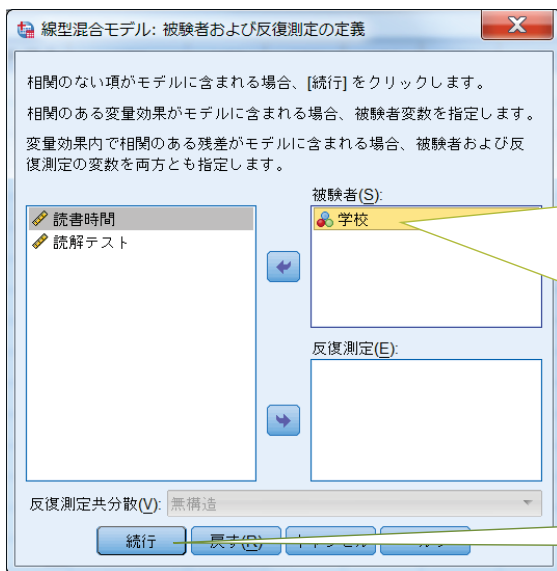 線型混合モデル: 被験者および反復測定の定義
相関のない項がモデルに含まれる場合、[続行] をクリックします。
相関のある変量効果がモデルに含まれる場合、被験者変数を指定します。
変量効果内で相関のある残差がモデルに含まれる場合、被験者および反
復測定の変数を両方とも指定します。
被験者(S):
読書時間
読解テスト
学校
反復測定(E):
反復測定共分散(V): 無構造
続行 戻す(R)